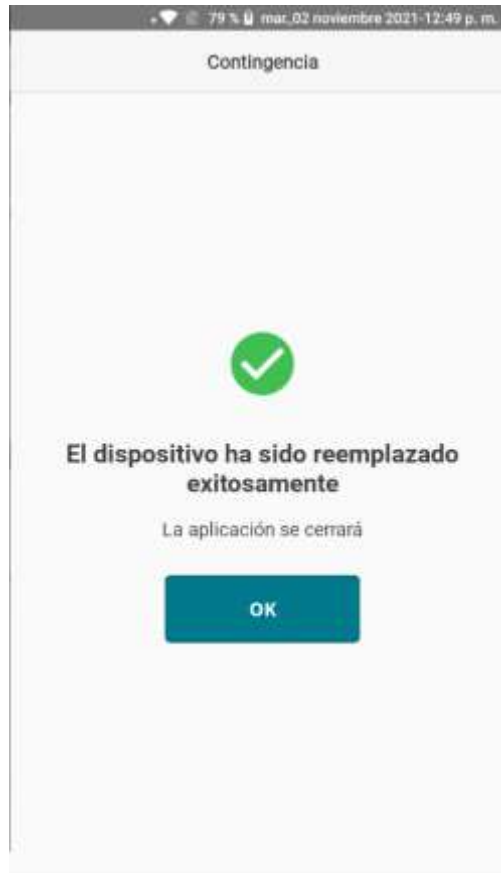 79 % mar.,02 noviembre 2021-12:49 p. m.
Contingencia
El dispositivo ha sido reemplazado
exitosamente
La aplicación se cerrará
OK